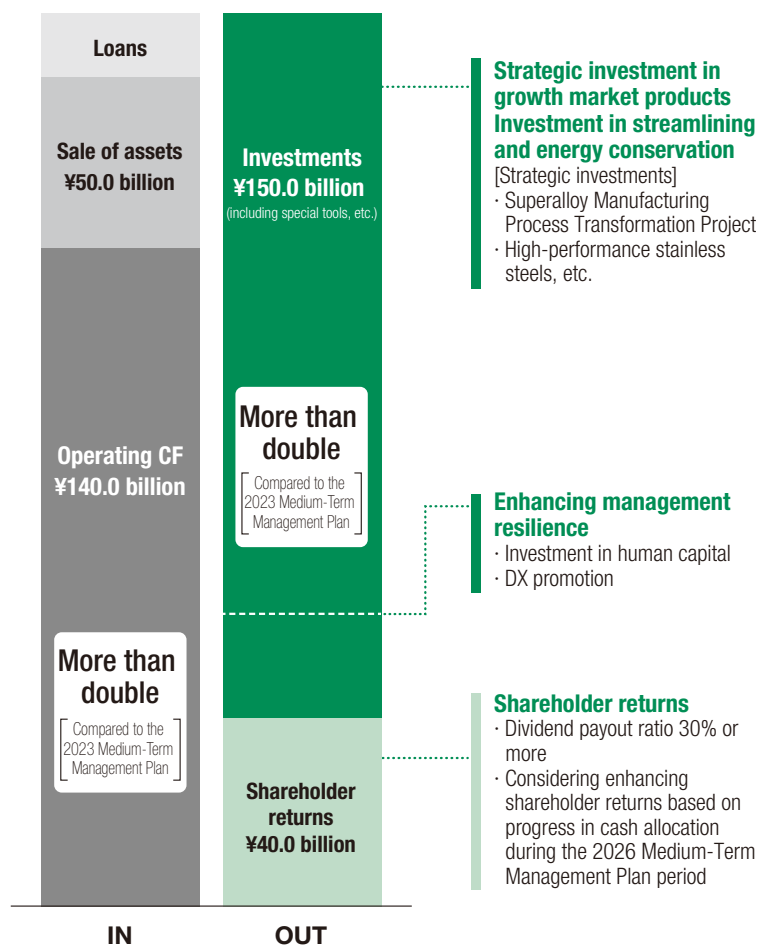 Loans
Sale of assets
¥50.0 billion
Operating CF
¥140.0 billion
More than
double
Compared to the
2023 Medium-Term
Management Plan
IN
Investments
¥150.0 billion
(including special tools, etc.)
More than
double
Compared to the
2023 Medium-Term
Management Plan
Shareholder
returns
¥40.0 billion
OUT
Strategic investment in
growth market products
Investment in streamlining
and energy conservation
[Strategic investments]
· Superalloy Manufacturing
Process Transformation Project
· High-performance stainless
steels, etc.
Enhancing management
resilience
· Investment in human capital
· DX promotion
Shareholder returns
· Dividend payout ratio 30% or
more
· Considering enhancing
shareholder returns based on
progress in cash allocation
during the 2026 Medium-Term
Management Plan period